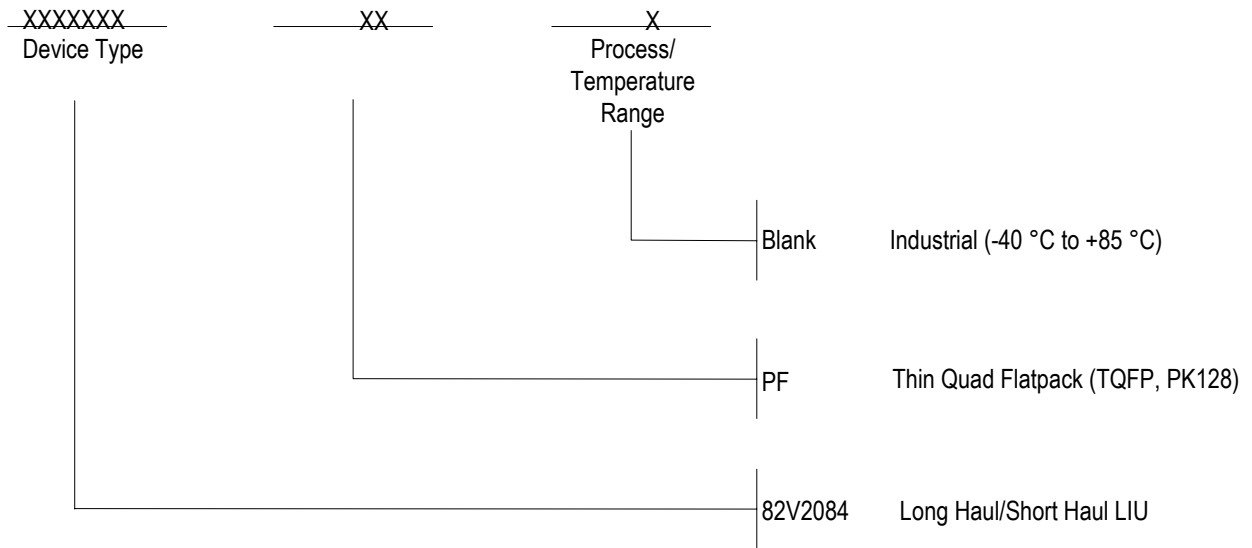 XXXXXXX XX X
Device Type Process/
Temperature
Range
Blank Industrial (-40 °C to +85 °C)
PF Thin Quad Flatpack (TQFP, PK128)
82V2084 Long Haul/Short Haul LIU